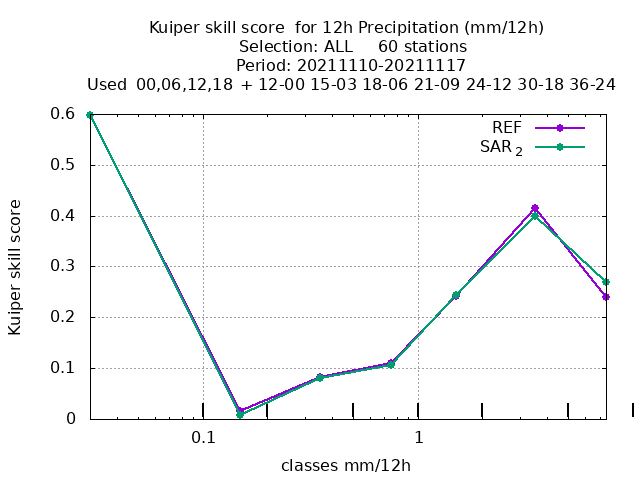 Kuiper skill score  for 12h Precipitation (mm/12h)
Selection: ALL     60 stations
Period: 20211110-20211117
Used  00,06,12,18 + 12-00 15-03 18-06 21-09 24-12 30-18 36-24
REF
SAR 2
0.6
0.5
0.4
0.3
0.2
0.1
0
Kuiper skill score
0.1 1
classes mm/12h